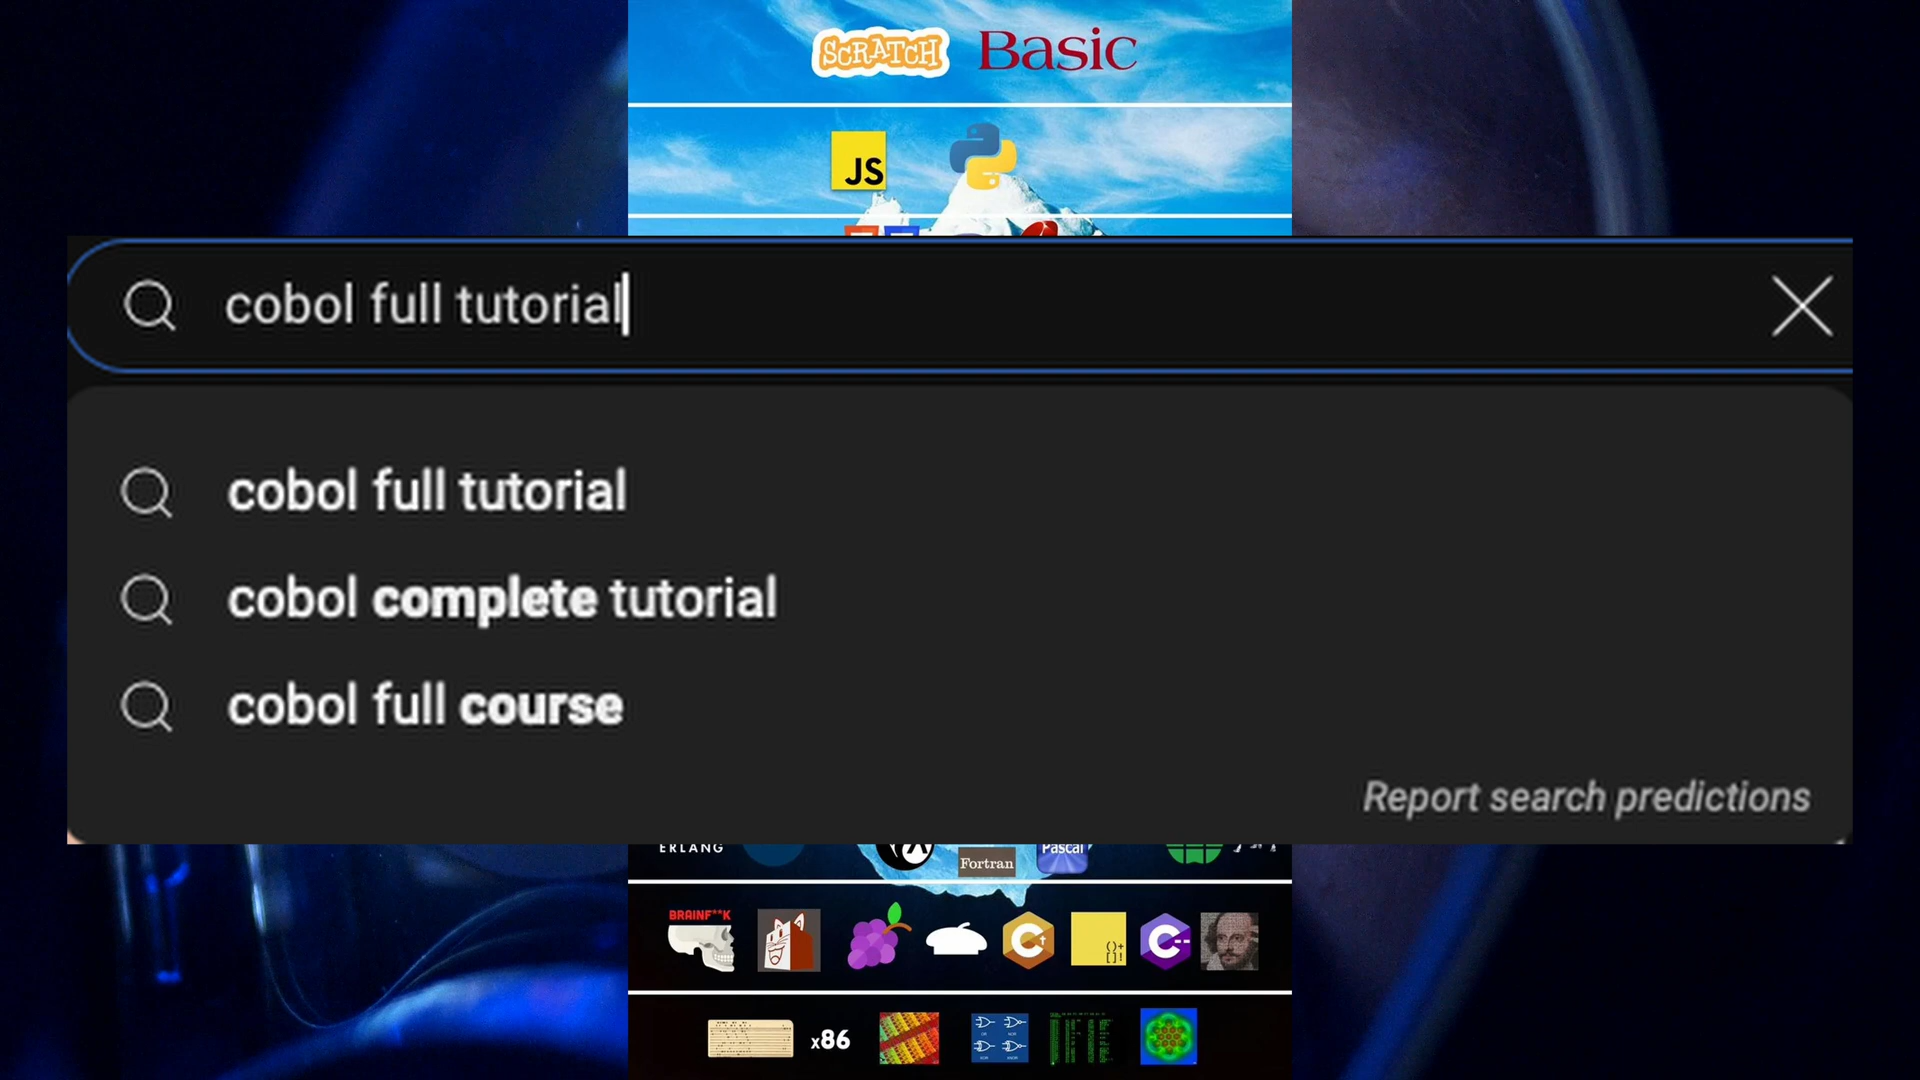 SCRATCH Basic
JS
cobol full tutorial
cobol full tutorial
cobol complete tutorial
cobol full course
Report search predictions
ERLANG
Fortran
Pascal
BRAINF**K
C
()+
[]!
C--
x86